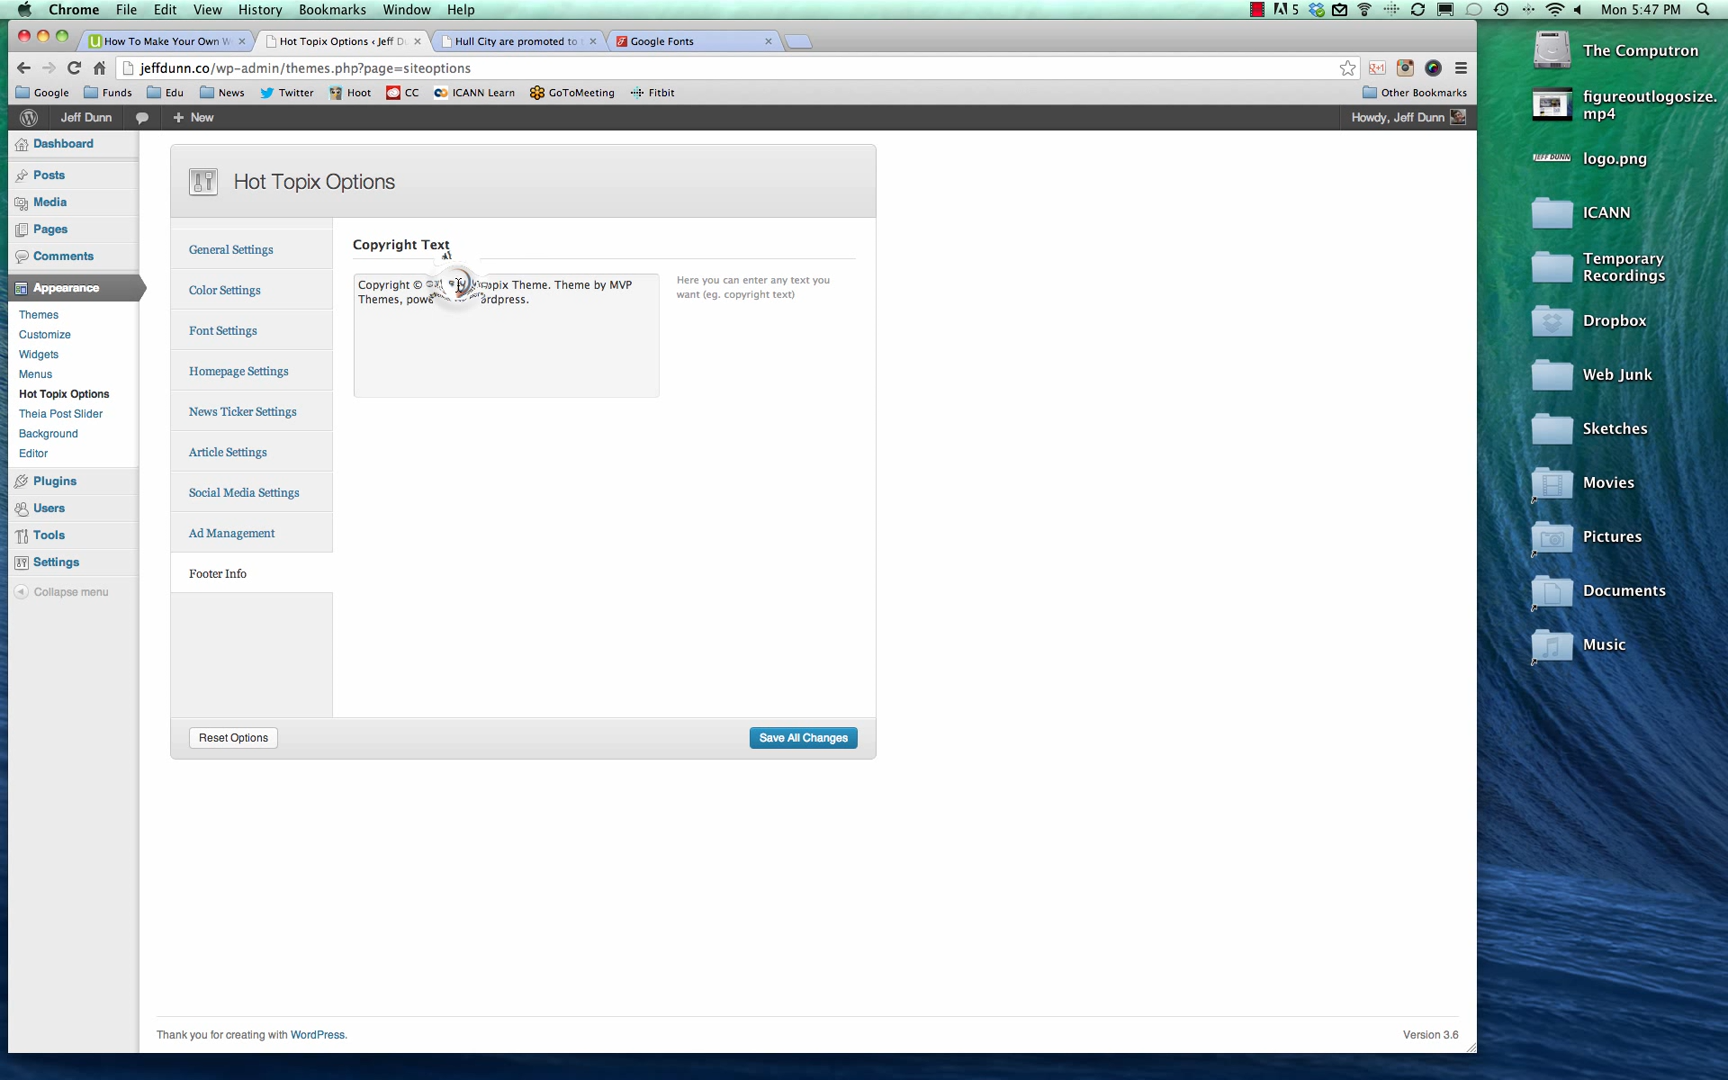 Chrome File Edit View History Bookmarks Window Help
5
Mon 5:47 PM
How To Make Your Own W
Hot Topix Options ‹ Jeff D
Hull City are promoted to
Google Fonts
jeffdunn.co/wp-admin/themes.php?page=siteoptions
Google Funds Edu News Twitter Hoot CC ICANN Learn GoToMeeting Fitbit Other Bookmarks
Jeff Dunn + New Howdy, Jeff Dunn
Dashboard
Posts
Media
Pages
Comments
Appearance
Themes
Customize
Widgets
Menus
Hot Topix Options
Theia Post Slider
Background
Editor
Plugins
Users
Tools
Settings
Collapse menu
Hot Topix Options
General Settings
Color Settings
Font Settings
Homepage Settings
News Ticker Settings
Article Settings
Social Media Settings
Ad Management
Footer Info
Copyright Text
Copyright © Theme. Theme by MVP
Themes,
Here you can enter any text you
want (eg. copyright text)
Reset Options
Save All Changes
Thank you for creating with WordPress.
Version 3.6
The Computron
figureoutlogosize.
mp4
JEFF DUNN
logo.png
ICANN
Temporary
Recordings
Dropbox
Web Junk
Sketches
Movies
Pictures
Documents
Music